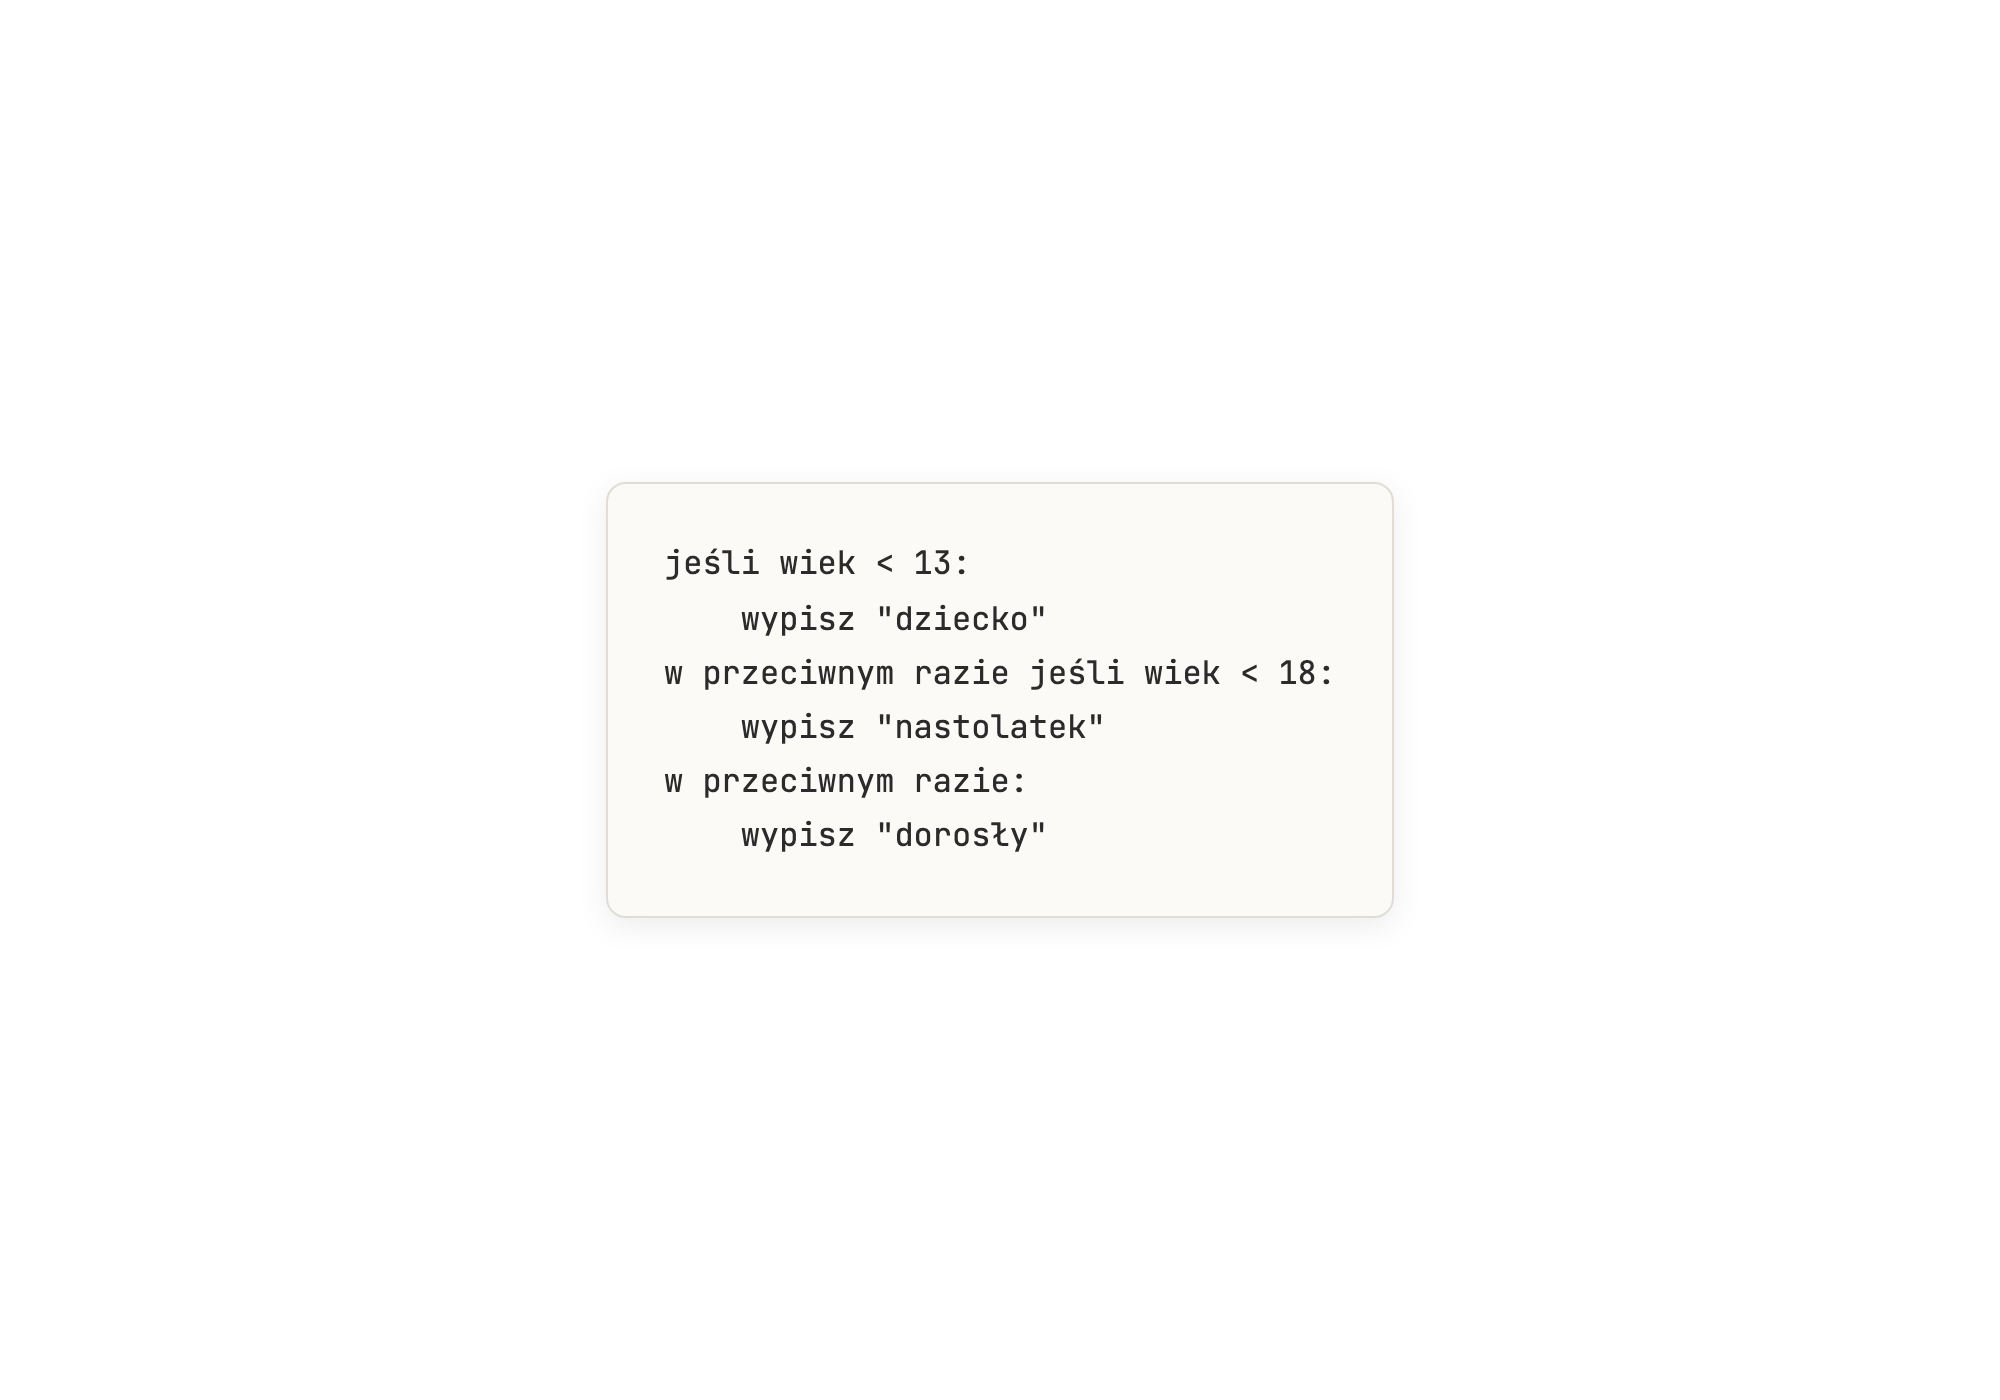 jeśli wiek < 13:
    wypisz "dziecko"
w przeciwnym razie jeśli wiek < 18:
    wypisz "nastolatek"
w przeciwnym razie:
    wypisz "dorosły"